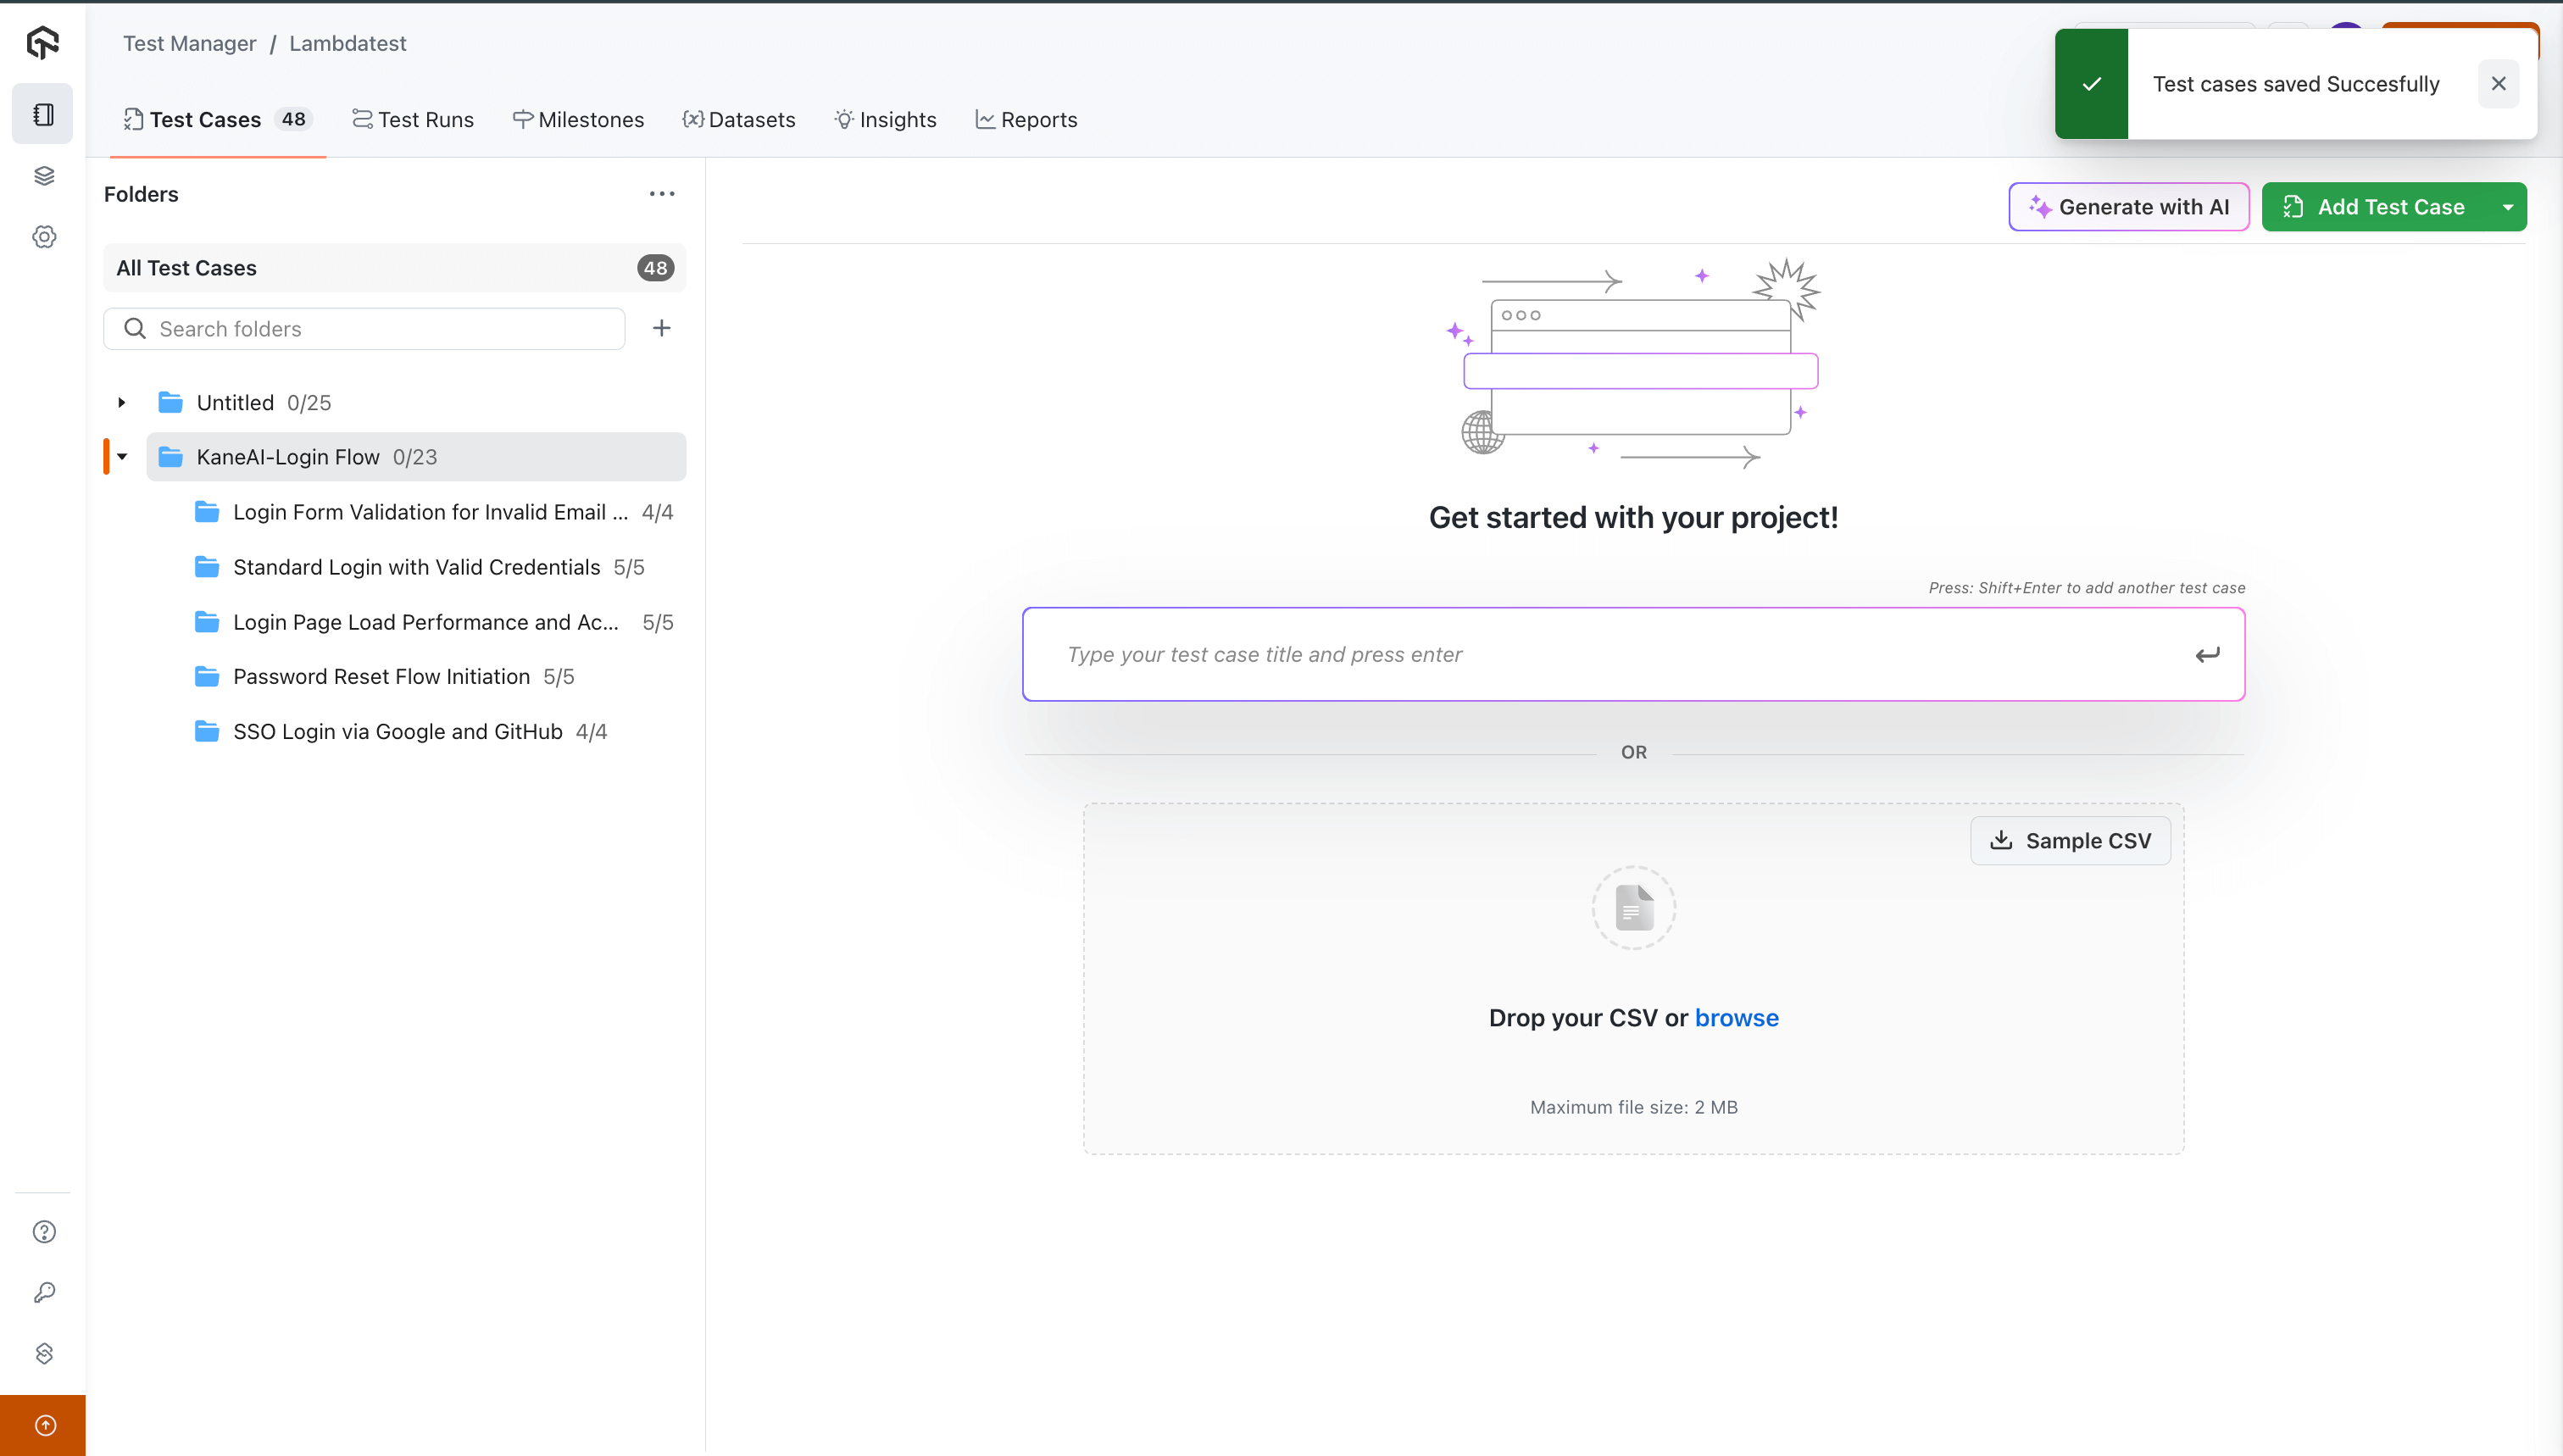 Test Manager / Lambdatest
Test cases saved Succesfully
Test Cases 48
Test Runs
Milestones
Datasets
Insights
Reports
Folders
Generate with AI
Add Test Case
All Test Cases 48
Search folders
Untitled 0/25
KaneAI-Login Flow 0/23
Login Form Validation for Invalid Email ... 4/4
Standard Login with Valid Credentials 5/5
Login Page Load Performance and Ac... 5/5
Password Reset Flow Initiation 5/5
SSO Login via Google and GitHub 4/4
Get started with your project!
Press: Shift+Enter to add another test case
Type your test case title and press enter
OR
Sample CSV
Drop your CSV or browse
Maximum file size: 2 MB